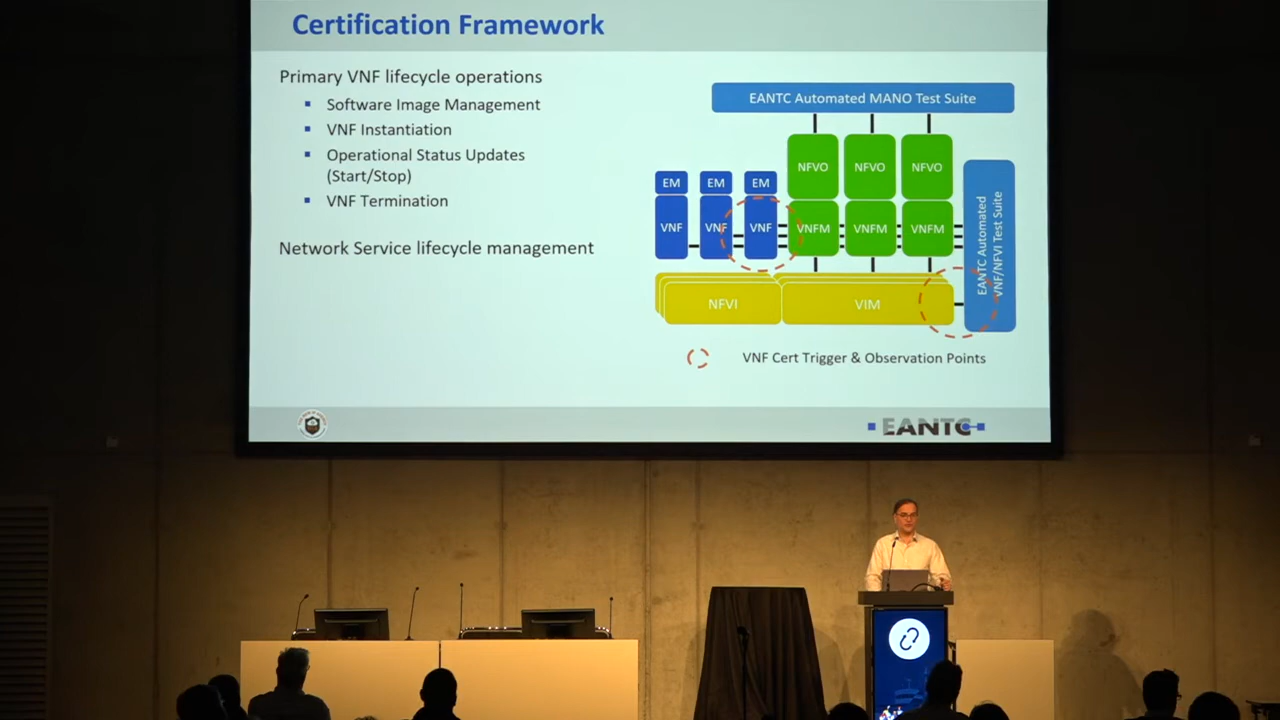 Certification Framework
Primary VNF lifecycle operations
Software Image Management
VNF Instantiation
Operational Status Updates
(Start/Stop)
VNF Termination
Network Service lifecycle management
EANTC Automated MANO Test Suite
NFVO NFVO NFVO
EM EM EM
VNF VNF VNF VNFM VNFM VNFM
EANTC Automated
VNF/NFVI Test Suite
NFVI VIM
VNF Cert Trigger & Observation Points
EANTC